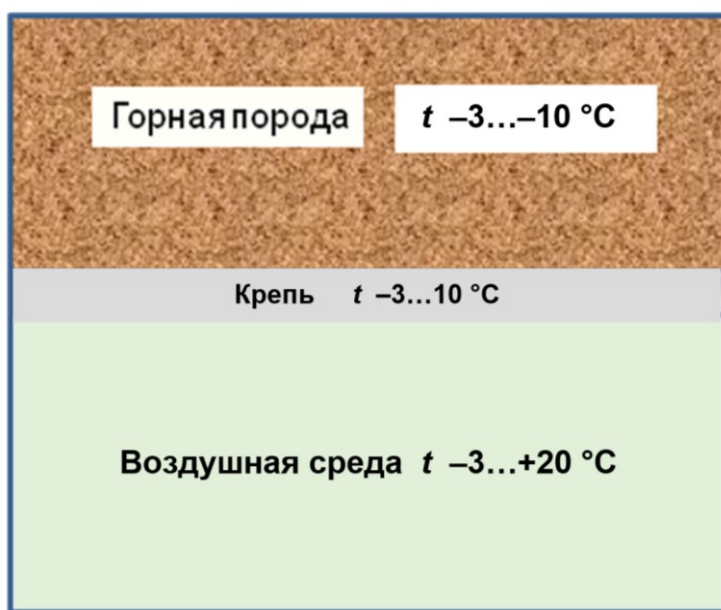 Горная порода t –3...–10 °C
Крепь t –3...10 °C
Воздушная среда t –3...+20 °C